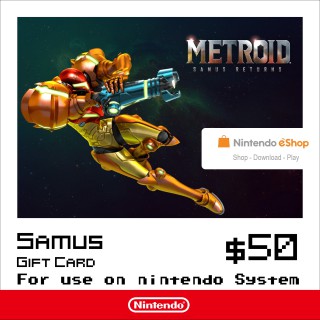 METROID
SAMUS RETURNS
Nintendo eShop
Shop - Download - Play
Samus
$50
Gift Card
For use on nintendo System
Nintendo